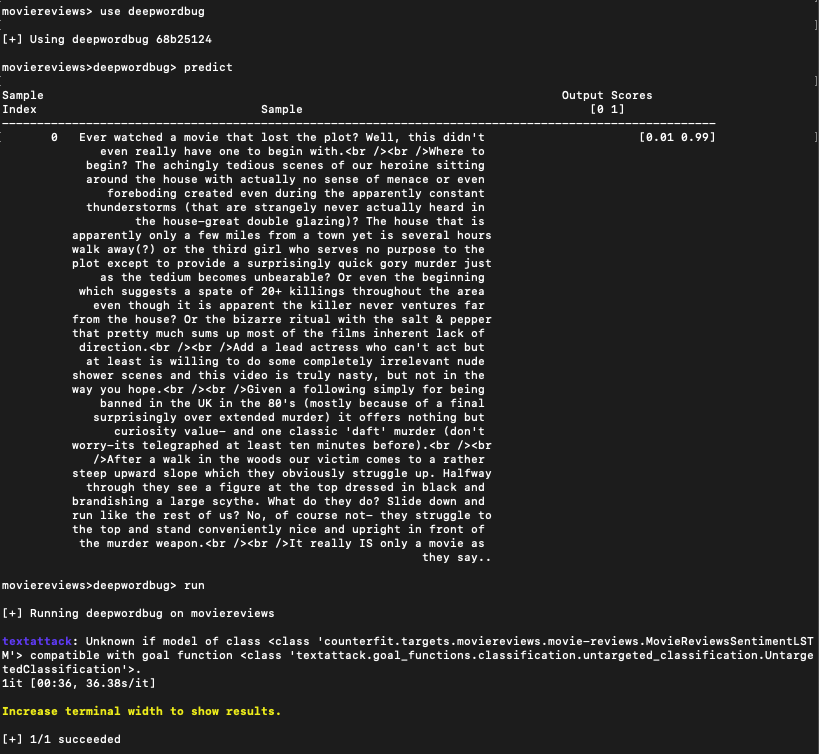 moviereviews> use deepwordbug
[+] Using deepwordbug 68b25124
moviereviews>deepwordbug> predict
Sample Output Scores
Index Sample [0 1]
0 Ever watched a movie that lost the plot? Well, this didn't [0.01 0.99]
even really have one to begin with.<br /><br />Where to
begin? The achingly tedious scenes of our heroine sitting
around the house with actually no sense of menace or even
foreboding created even during the apparently constant
thunderstorms (that are strangely never actually heard in
the house-great double glazing)? The house that is
apparently only a few miles from a town yet is several hours
walk away(?) or the third girl who serves no purpose to the
plot except to provide a surprisingly quick gory murder just
as the tedium becomes unbearable? Or even the beginning
which suggests a spate of 20+ killings throughout the area
even though it is apparent the killer never ventures far
from the house? Or the bizarre ritual with the salt & pepper
that pretty much sums up most of the films inherent lack of
direction.<br /><br />Add a lead actress who can't act but
at least is willing to do some completely irrelevant nude
shower scenes and this video is truly nasty, but not in the
way you hope.<br /><br />Given a following simply for being
banned in the UK in the 80's (mostly because of a final
surprisingly over extended murder) it offers nothing but
curiosity value- and one classic 'daft' murder (don't
worry-its telegraphed at least ten minutes before).<br /><br
/>After a walk in the woods our victim comes to a rather
steep upward slope which they obviously struggle up. Halfway
through they see a figure at the top dressed in black and
brandishing a large scythe. What do they do? Slide down and
run like the rest of us? No, of course not- they struggle to
the top and stand conveniently nice and upright in front of
the murder weapon.<br /><br />It really IS only a movie as
they say..
moviereviews>deepwordbug> run
[+] Running deepwordbug on moviereviews
textattack: Unknown if model of class <class 'counterfit.targets.moviereviews.movie-reviews.MovieReviewsSentimentLST
M'> compatible with goal function <class 'textattack.goal_functions.classification.untargeted_classification.Untarge
tedClassification'>.
1it [00:36, 36.38s/it]
Increase terminal width to show results.
[+] 1/1 succeeded